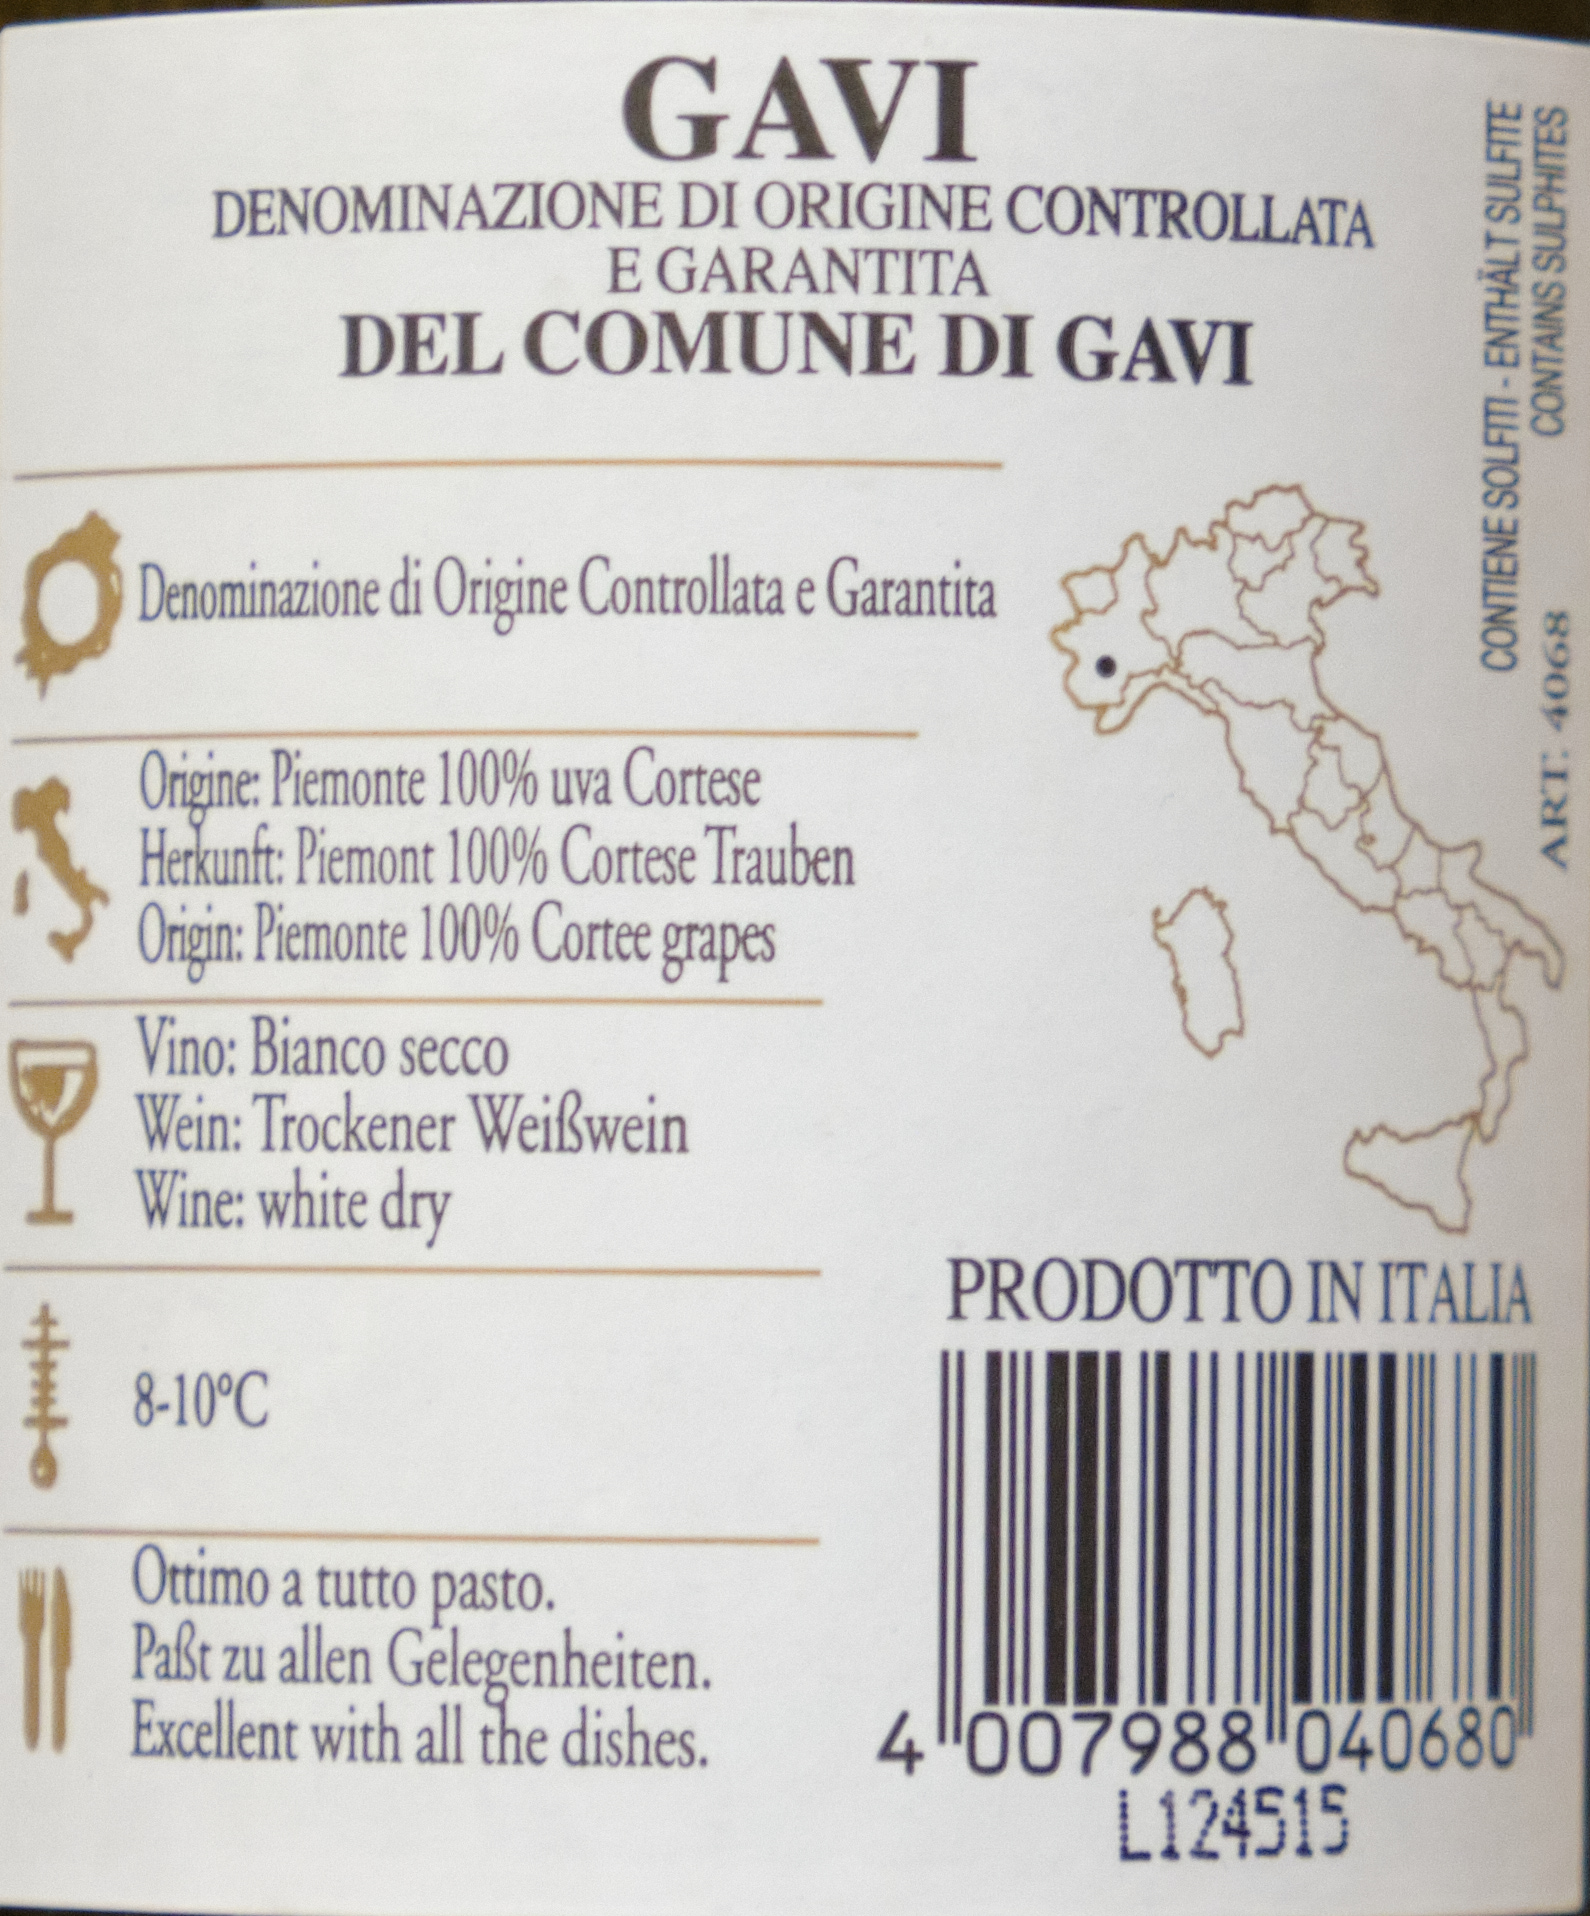 GAVI
DENOMINAZIONE DI ORIGINE CONTROLLATA
E GARANTITA
DEL COMUNE DI GAVI
CONTIENE SOLFITI - ENTHÄLT SULFITE
CONTAINS SULPHITES
ART. 4068
Denominazione di Origine Controllata e Garantita
Origine: Piemonte 100% uva Cortese
Herkunft: Piemont 100% Cortese Trauben
Origin: Piemonte 100% Cortee grapes
Vino: Bianco secco
Wein: Trockener Weißwein
Wine: white dry
8-10°C
Ottimo a tutto pasto.
Paßt zu allen Gelegenheiten.
Excellent with all the dishes.
PRODOTTO IN ITALIA
4 007988 040680
L124515